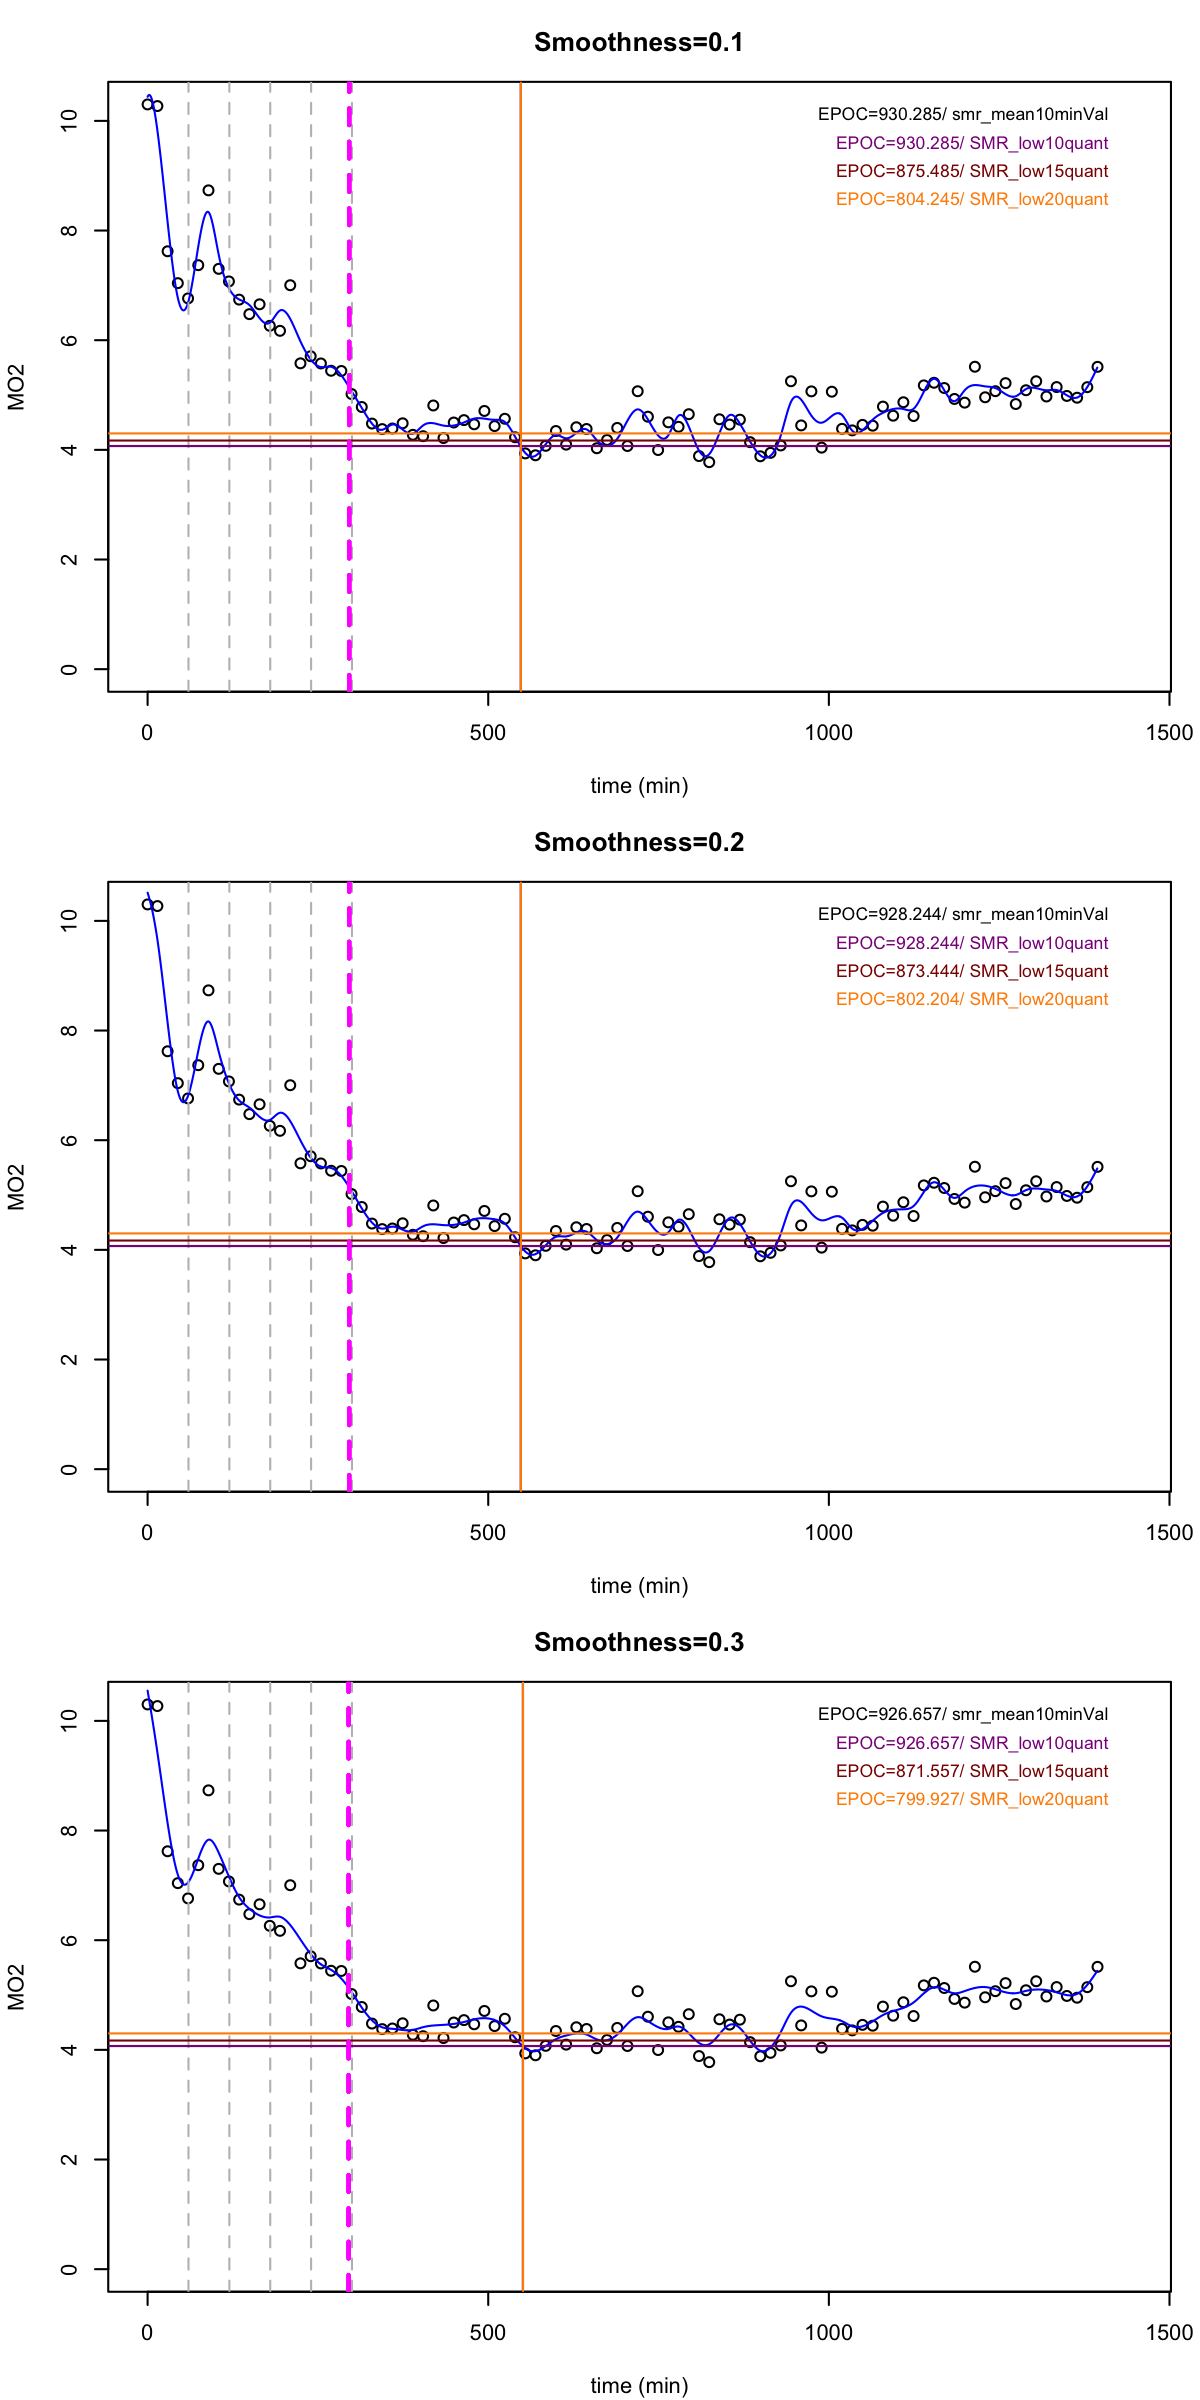 Smoothness=0.1
EPOC=930.285/ smr_mean10minVal
EPOC=930.285/ SMR_low10quant
EPOC=875.485/ SMR_low15quant
EPOC=804.245/ SMR_low20quant
10
8
6
4
2
0
MO2
0 500 1000 1500
time (min)
Smoothness=0.2
EPOC=928.244/ smr_mean10minVal
EPOC=928.244/ SMR_low10quant
EPOC=873.444/ SMR_low15quant
EPOC=802.204/ SMR_low20quant
10
8
6
4
2
0
MO2
0 500 1000 1500
time (min)
Smoothness=0.3
EPOC=926.657/ smr_mean10minVal
EPOC=926.657/ SMR_low10quant
EPOC=871.557/ SMR_low15quant
EPOC=799.927/ SMR_low20quant
10
8
6
4
2
0
MO2
0 500 1000 1500
time (min)